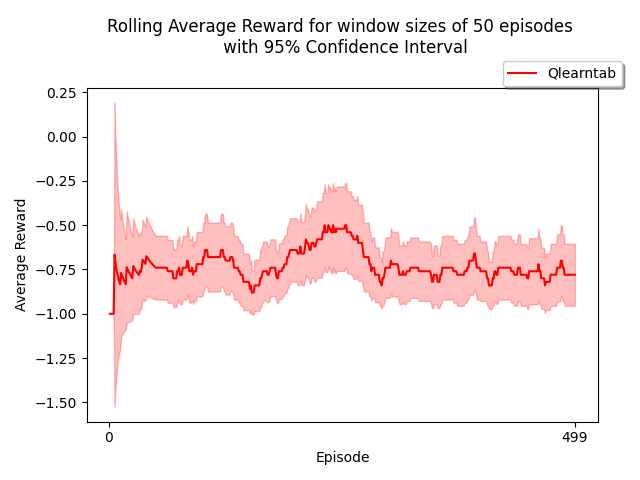 Rolling Average Reward for window sizes of 50 episodes
with 95% Confidence Interval
Qlearntab
0.25
0.00
−0.25
−0.50
−0.75
−1.00
−1.25
−1.50
Average Reward
0
499
Episode